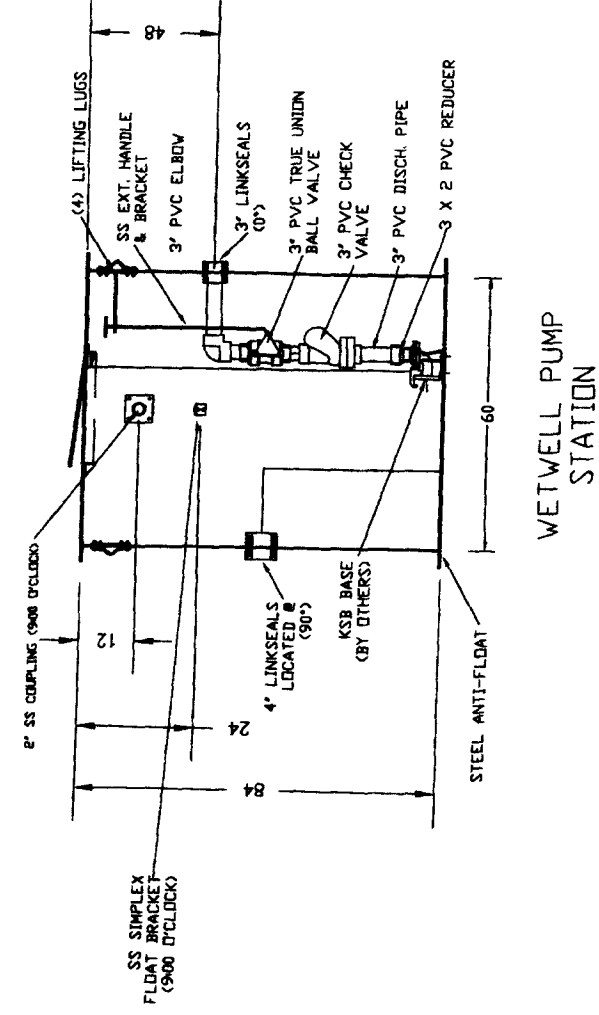 48
(4) LIFTING LUGS
SS EXT. HANDLE
& BRACKET
3" PVC ELBOW
3" LINKSEALS
(0°)
3" PVC TRUE UNION
BALL VALVE
3" PVC CHECK
VALVE
3" PVC DISCH. PIPE
3 X 2 PVC REDUCER
2" SS COUPLING (9:00 O'CLOCK)
12
24
84
60
4" LINKSEALS
LOCATED @
(90°)
KSB BASE
(BY OTHERS)
STEEL ANTI-FLOAT
SS SIMPLEX
FLOAT BRACKET
(9:00 O'CLOCK)
WETWELL PUMP
STATION